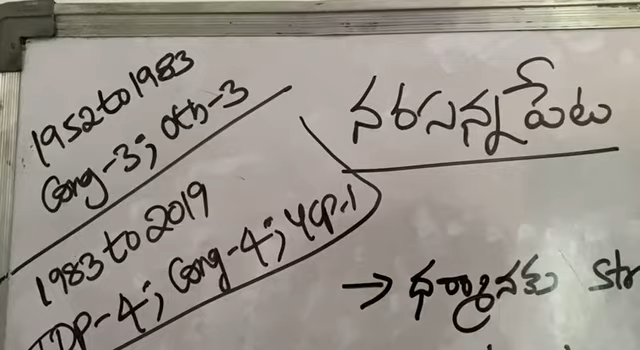 1952 to 1983
Cong-3; oth-3
1983 to 2019
TDP-4; Cong-4; YCP-1
నరసన్నపేట
→ ధర్మానకు Str